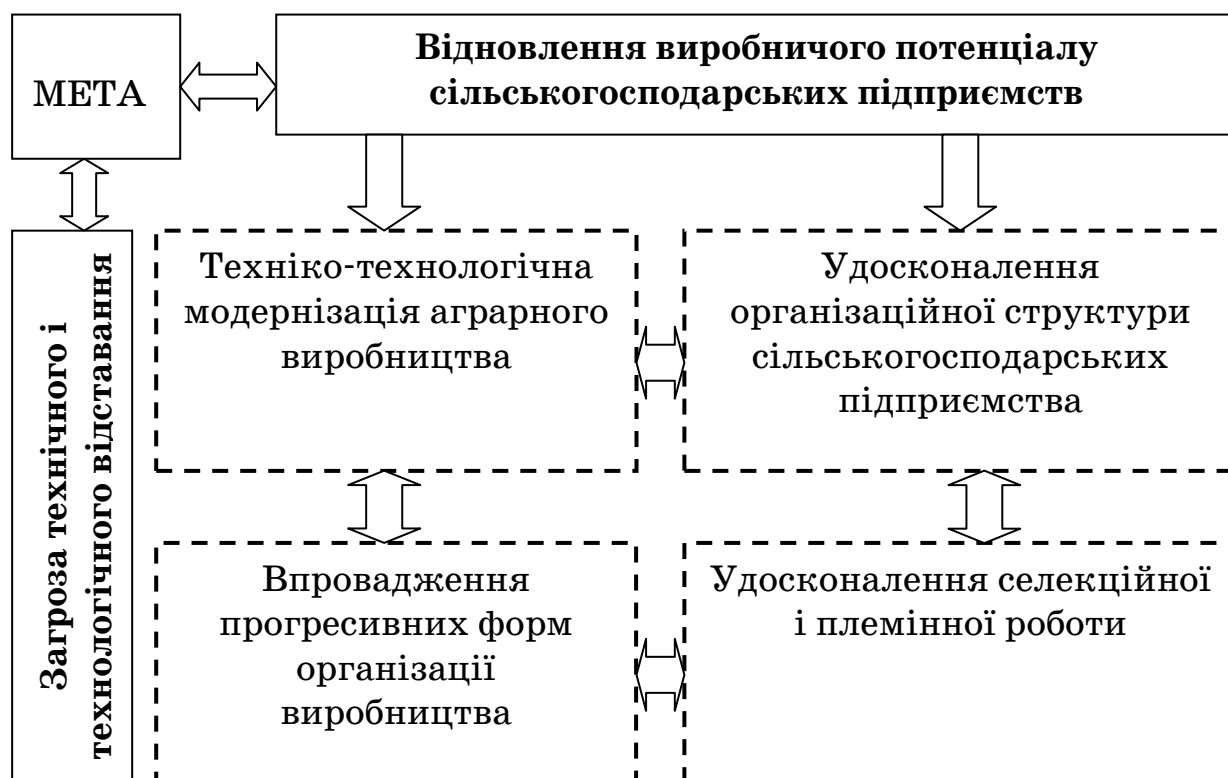 МЕТА
Відновлення виробничого потенціалу
сільськогосподарських підприємств
Загроза технічного і
технологічного відставання
Техніко-технологічна
модернізація аграрного
виробництва
Удосконалення
організаційної структури
сільськогосподарських
підприємства
Впровадження
прогресивних форм
організації
виробництва
Удосконалення селекційної
і племінної роботи